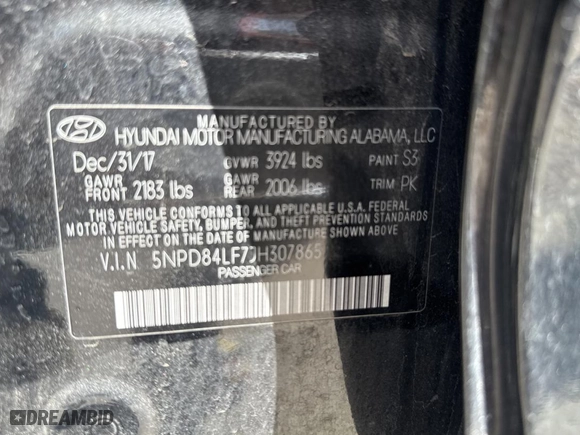 MANUFACTURED BY
HYUNDAI MOTOR MANUFACTURING ALABAMA, LLC
Dec/31/17 GVWR 3924 lbs PAINT S3
GAWR FRONT 2183 lbs GAWR REAR 2006 lbs TRIM PK
THIS VEHICLE CONFORMS TO ALL APPLICABLE U.S.A. FEDERAL
MOTOR VEHICLE SAFETY, BUMPER, AND THEFT PREVENTION STANDARDS
IN EFFECT ON THE DATE OF MANUFACTURE SHOWN ABOVE.
V.I.N 5NPD84LF7JH307865
PASSENGER CAR
DREAMBID